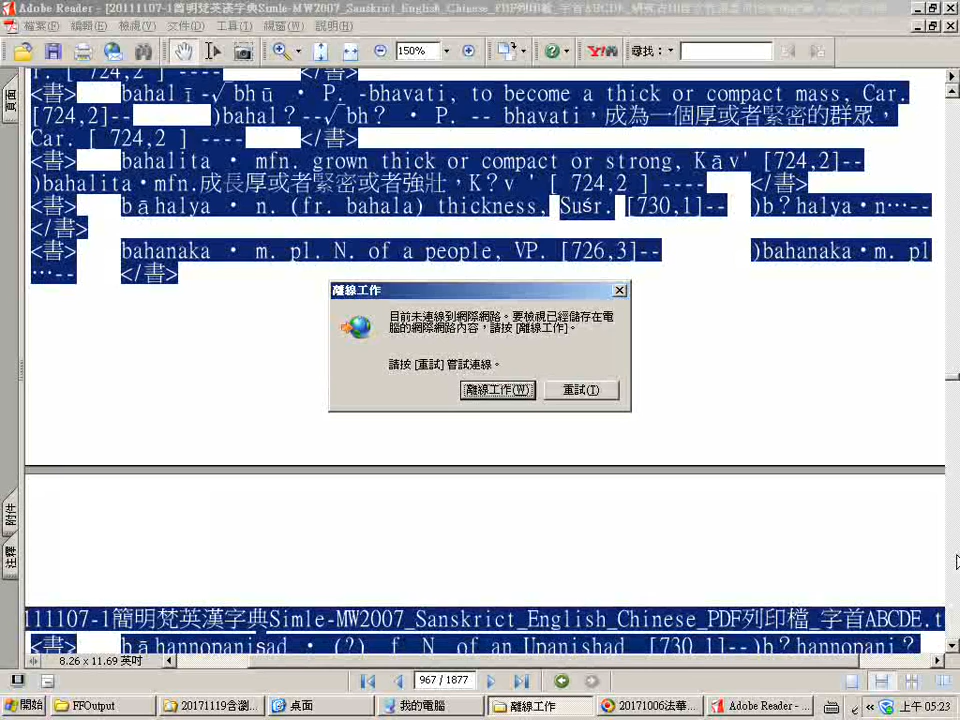 Adobe Reader - [20111107-1簡明梵英漢字典Simle-MW2007_Sanskrict_English_Chinese_PDF列印檔_字首ABCDE
檔案(F) 編輯(E) 檢視(V) 文件(D) 工具(T) 視窗(W) 說明(H)
150% 尋找:
頁面
r. [ 724,2 ] ---- </書>
<書> bahalī-√ bhū • P. -bhavati, to become a thick or compact mass, Car.
[724,2]-- )bahal?--√bh? • P. -- bhavati，成為一個厚或者緊密的群眾，
Car. [ 724,2 ] ---- </書>
<書> bahalita • mfn. grown thick or compact or strong, Kāv' [724,2]--
)bahalita•mfn.成長厚或者緊密或者強壯，K?v ' [ 724,2 ] ---- </書>
<書> bāhalya • n. (fr. bahala) thickness, Suśr. [730,1]-- )b?halya•n…--
</書>
<書> bahanaka • m. pl. N. of a people, VP. [726,3]-- )bahanaka•m. pl
…-- </書>
離線工作
目前未連線到網際網路。要檢視已經儲存在電
腦的網際網路內容，請按 [離線工作]。
請按 [重試] 嘗試連線。
離線工作(W) 重試(T)
附件
注釋
111107-1簡明梵英漢字典Simle-MW2007_Sanskrict_English_Chinese_PDF列印檔_字首ABCDE.t
<書> bāhannopaniṣad • (?) f. N. of an Upanishad, [730,1]--)b?hannopani?
8.26 x 11.69 英吋
967 / 1877
開始 FFOutput 20171119含瀏... 桌面 我的電腦 離線工作 20171006法華... Adobe Reader - ... 上午 05:23